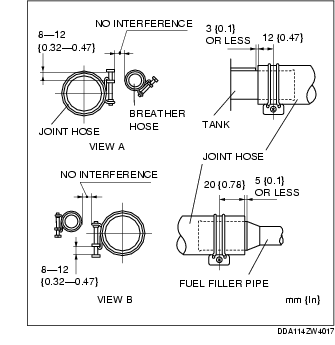 NO INTERFERENCE
8—12
{0.32—0.47}
3 {0.1}
OR LESS
12 {0.47}
BREATHER
HOSE
JOINT HOSE
TANK
VIEW A
JOINT HOSE
NO INTERFERENCE
20 {0.78}
5 {0.1}
OR LESS
8—12
{0.32—0.47}
VIEW B
FUEL FILLER PIPE
mm {In}
DDA114ZW4017